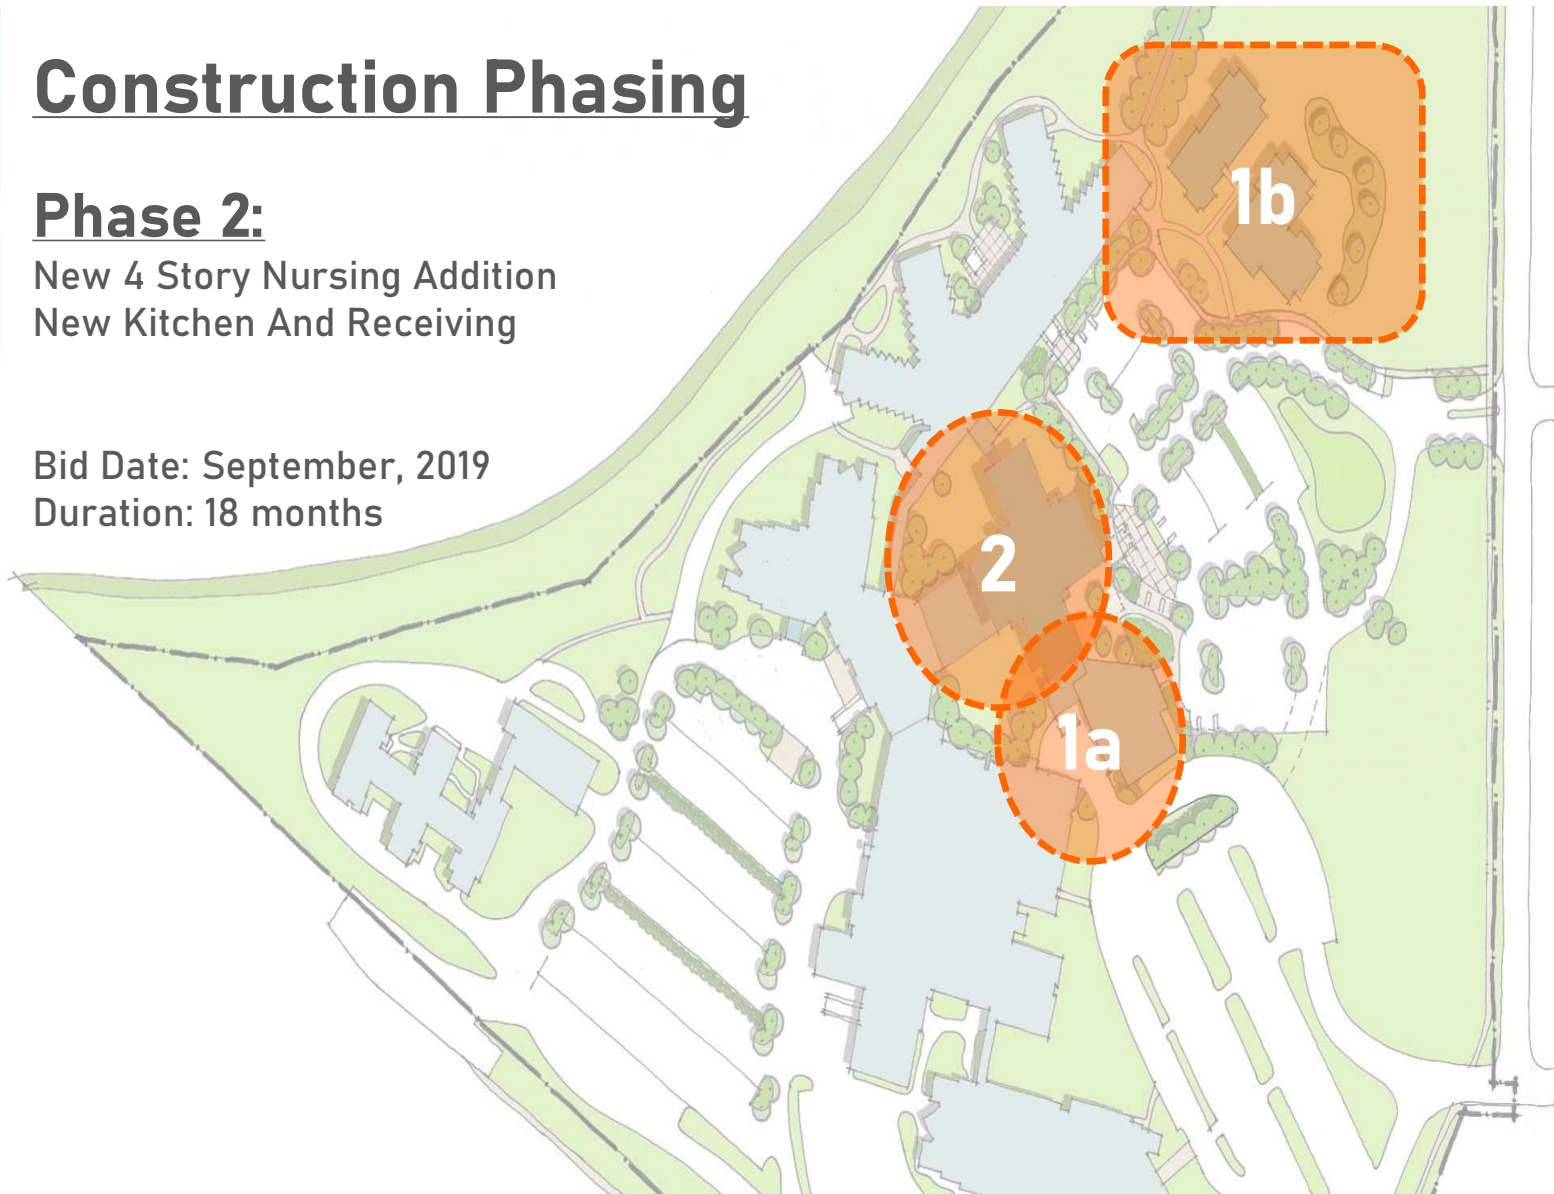 Construction Phasing
Phase 2:
New 4 Story Nursing Addition
New Kitchen And Receiving
Bid Date: September, 2019
Duration: 18 months
1b
2
1a